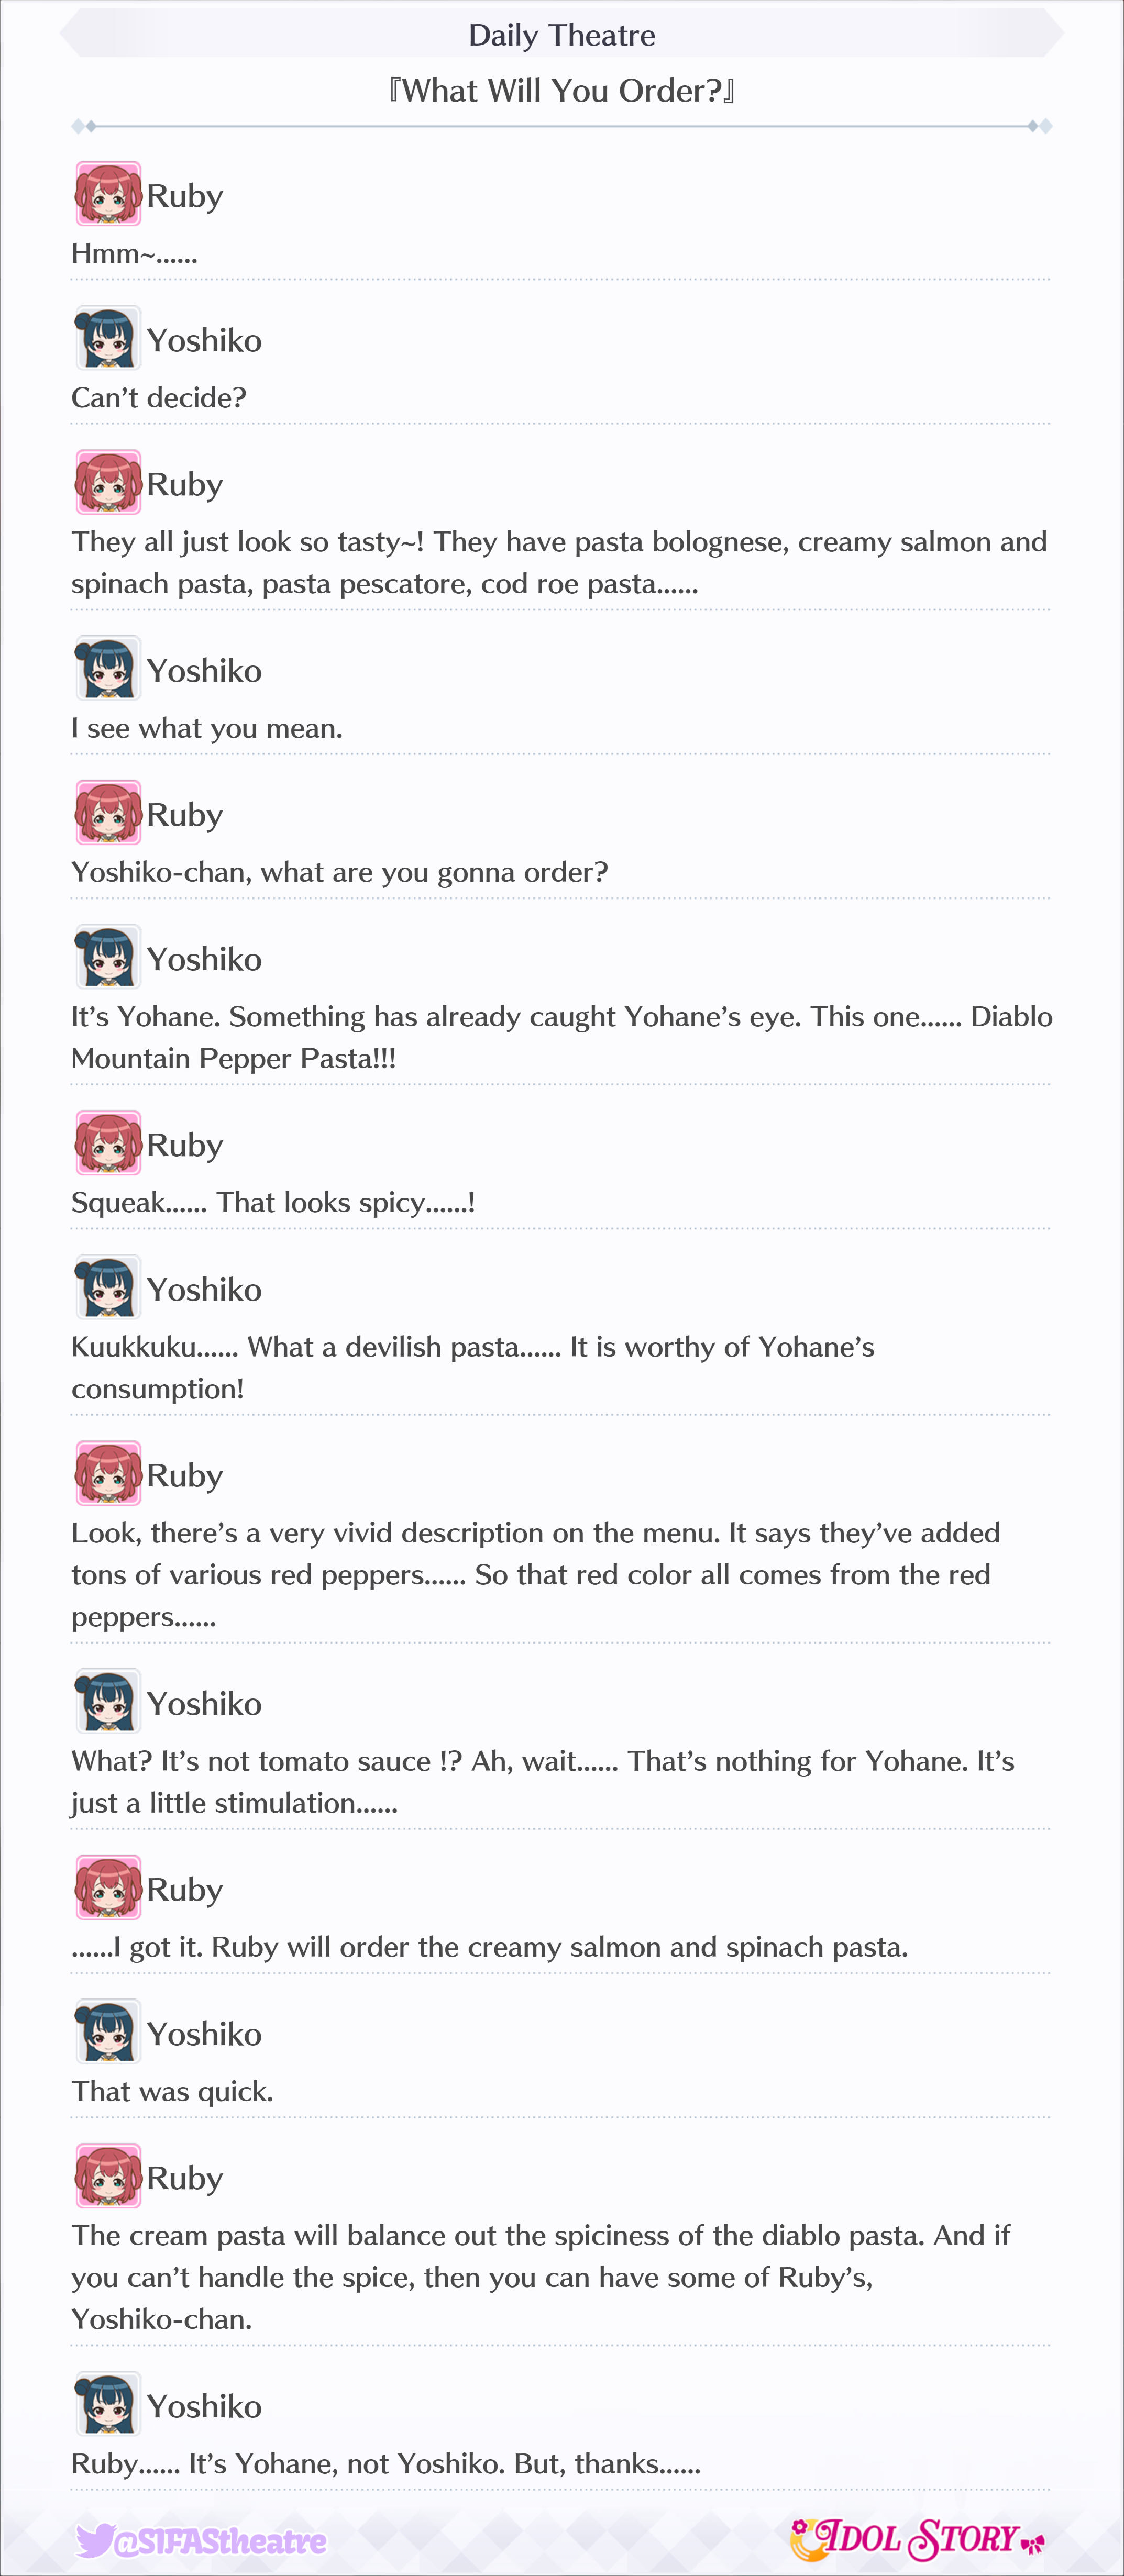 Daily Theatre
『What Will You Order?』
Ruby
Hmm~......
Yoshiko
Can’t decide?
Ruby
They all just look so tasty~! They have pasta bolognese, creamy salmon and
spinach pasta, pasta pescatore, cod roe pasta......
Yoshiko
I see what you mean.
Ruby
Yoshiko-chan, what are you gonna order?
Yoshiko
It’s Yohane. Something has already caught Yohane’s eye. This one...... Diablo
Mountain Pepper Pasta!!!
Ruby
Squeak...... That looks spicy......!
Yoshiko
Kuukkuku...... What a devilish pasta...... It is worthy of Yohane’s
consumption!
Ruby
Look, there’s a very vivid description on the menu. It says they’ve added
tons of various red peppers...... So that red color all comes from the red
peppers......
Yoshiko
What? It’s not tomato sauce !? Ah, wait...... That’s nothing for Yohane. It’s
just a little stimulation......
Ruby
......I got it. Ruby will order the creamy salmon and spinach pasta.
Yoshiko
That was quick.
Ruby
The cream pasta will balance out the spiciness of the diablo pasta. And if
you can’t handle the spice, then you can have some of Ruby’s,
Yoshiko-chan.
Yoshiko
Ruby...... It’s Yohane, not Yoshiko. But, thanks......
@SIFAStheatre
IDOL STORY